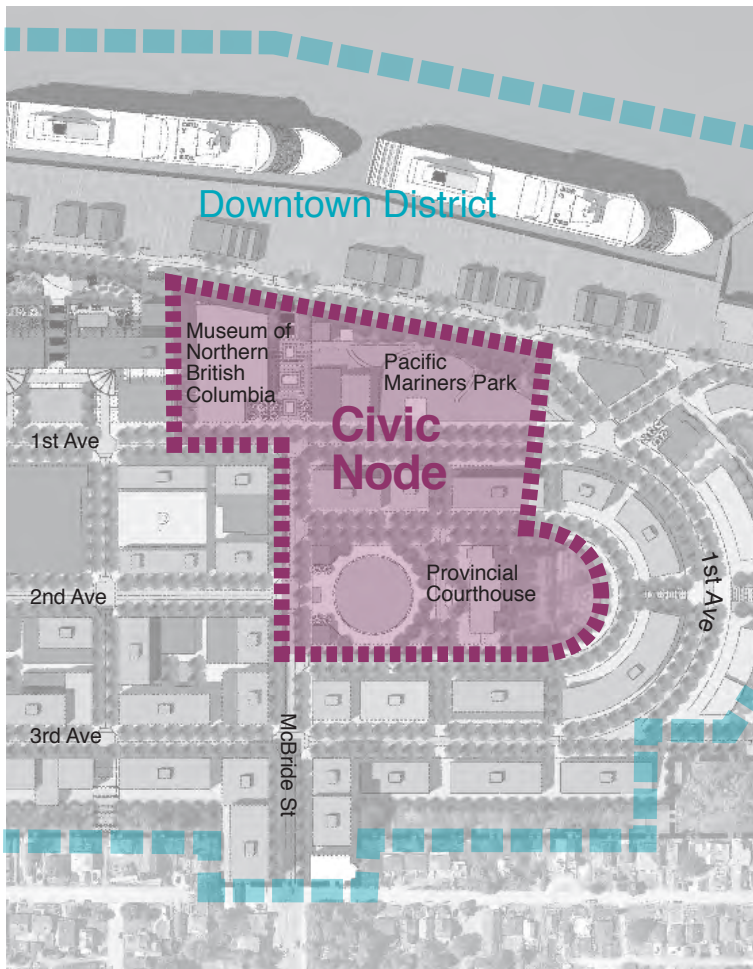 Downtown District
Museum of
Northern
British
Columbia
Pacific
Mariners Park
Civic
Node
1st Ave
Provincial
Courthouse
1st Ave
2nd Ave
3rd Ave
McBride St